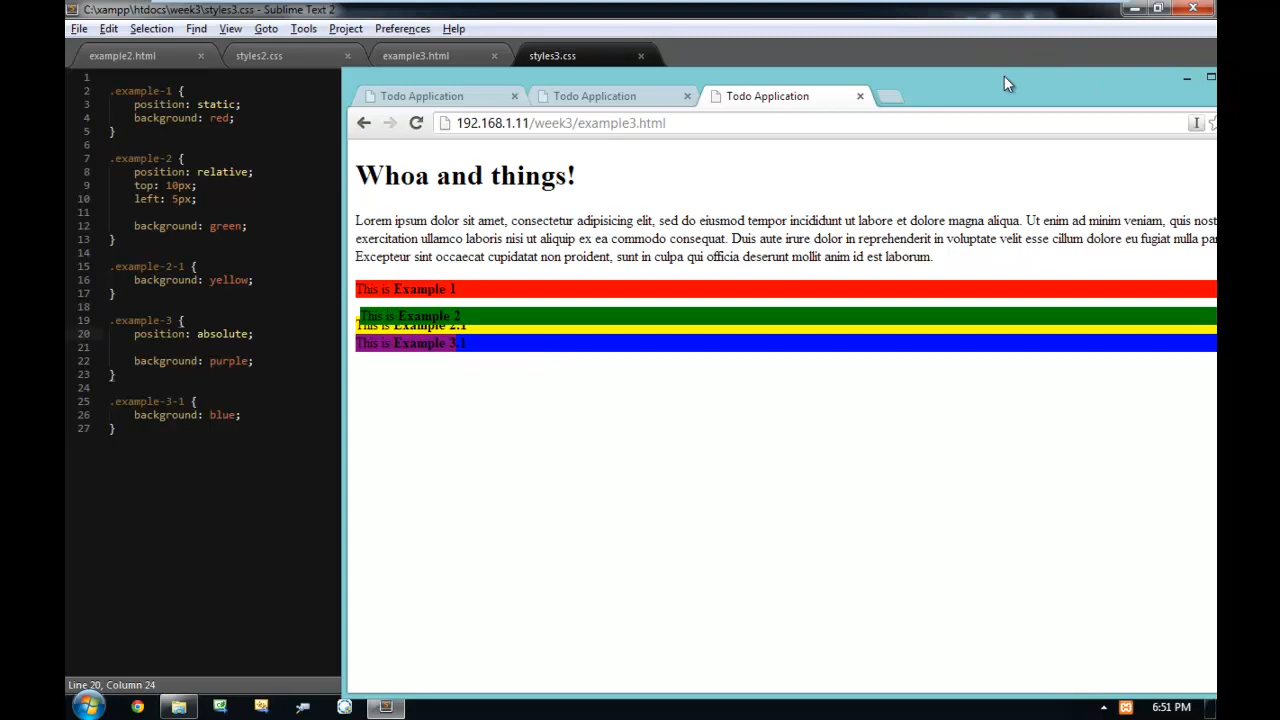 C:\xampp\htdocs\week3\styles3.css - Sublime Text 2
File Edit Selection Find View Goto Tools Project Preferences Help
example2.html × styles2.css × example3.html × styles3.css ×
1
2 .example-1 {
3 position: static;
4 background: red;
5 }
6
7 .example-2 {
8 position: relative;
9 top: 10px;
10 left: 5px;
11
12 background: green;
13 }
14
15 .example-2-1 {
16 background: yellow;
17 }
18
19 .example-3 {
20 position: absolute;
21
22 background: purple;
23 }
24
25 .example-3-1 {
26 background: blue;
27 }
Line 20, Column 24
Todo Application × Todo Application × Todo Application ×
192.168.1.11/week3/example3.html
Whoa and things!
Lorem ipsum dolor sit amet, consectetur adipisicing elit, sed do eiusmod tempor incididunt ut labore et dolore magna aliqua. Ut enim ad minim veniam, quis nost
exercitation ullamco laboris nisi ut aliquip ex ea commodo consequat. Duis aute irure dolor in reprehenderit in voluptate velit esse cillum dolore eu fugiat nulla pa
Excepteur sint occaecat cupidatat non proident, sunt in culpa qui officia deserunt mollit anim id est laborum.
This is Example 1
This is Example 2
This is Example 2.1
This is Example 3.1
6:51 PM